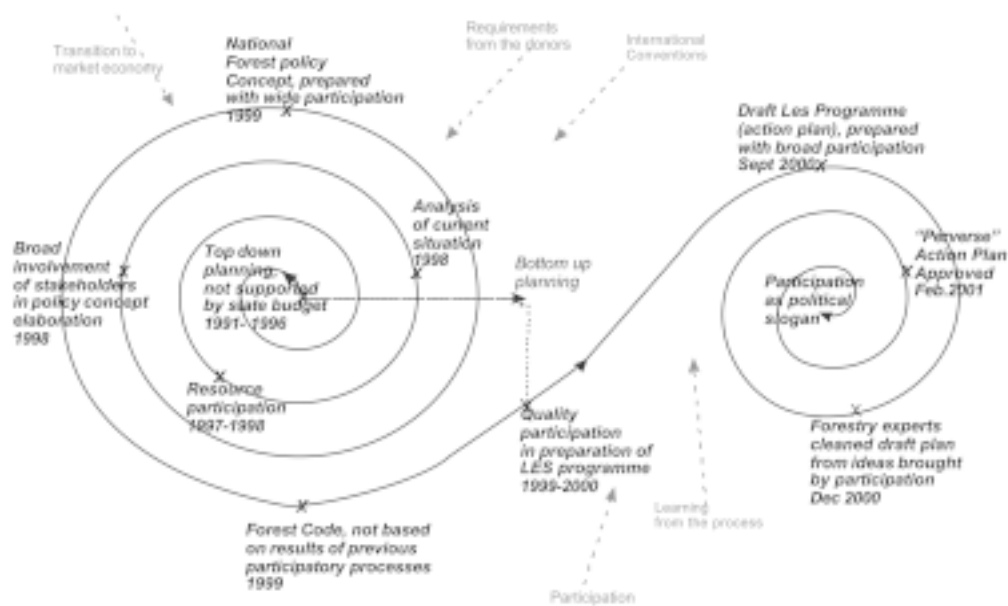 Transition to
market economy
National
Forest policy
Concept, prepared
with wide participation
1999
Requirements
from the donors
International
Conventions
Draft Les Programme
(action plan), prepared
with broad participation
Sept 2000
Broad
involvement
of stakeholders
in policy concept
elaboration
1998
Top down
planning,
not supported
by state budget
1991-1996
Analysis
of current
situation
1998
Bottom up
planning
Participation
as political
slogan
"Perverse"
Action Plan
Approved
Feb.2001
Resource
participation
1997-1998
Quality
participation
in preparation of
LES programme
1999-2000
Forestry experts
cleaned draft plan
from ideas brought
by participation
Dec 2000
Forest Code, not based
on results of previous
participatory processes
1999
Learning
from the process
Participation